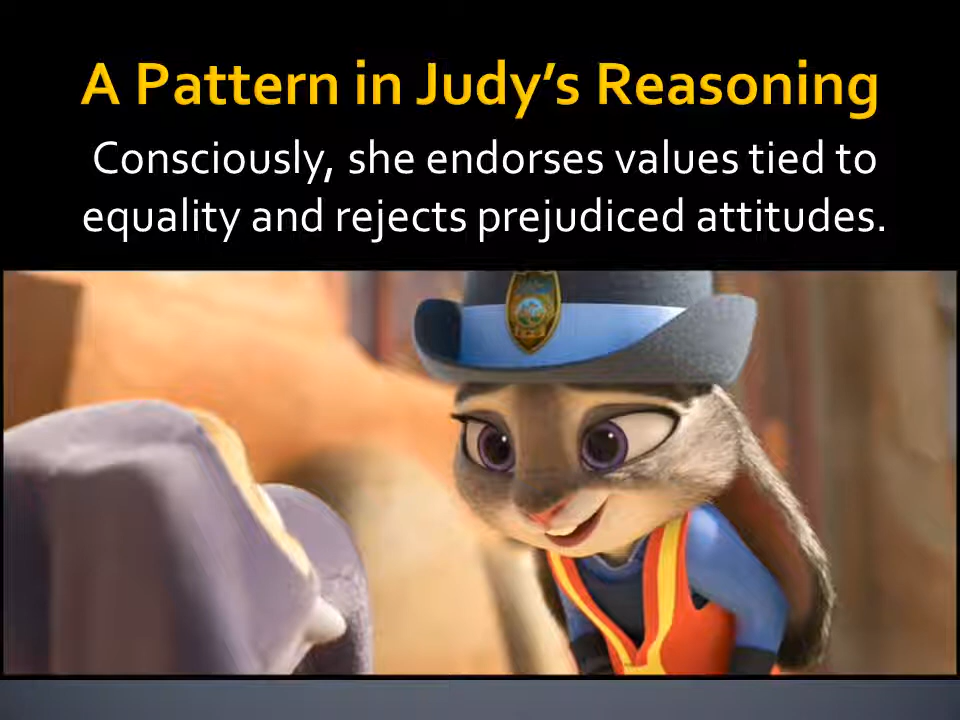 A Pattern in Judy’s Reasoning
Consciously, she endorses values tied to
equality and rejects prejudiced attitudes.